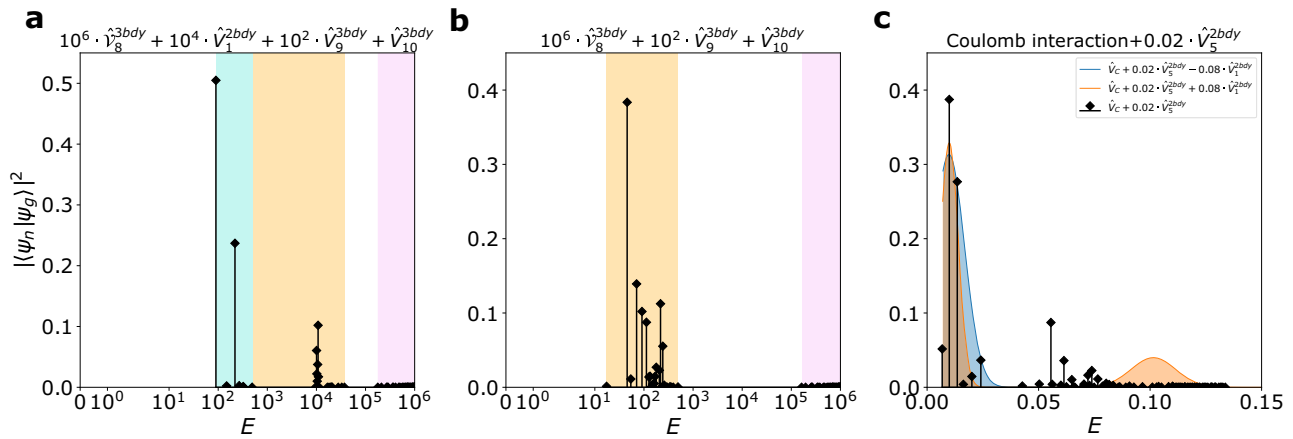 a
10⁶ · 𝒱̂₈³ᵇᵈʸ + 10⁴ · V̂₁²ᵇᵈʸ + 10² · V̂₉³ᵇᵈʸ + V̂₁₀³ᵇᵈʸ
|⟨ψₙ|ψ_g⟩|²
0.5
0.4
0.3
0.2
0.1
0.0
0 10⁰ 10¹ 10² 10³ 10⁴ 10⁵ 10⁶
E
b
10⁶ · 𝒱̂₈³ᵇᵈʸ + 10² · V̂₉³ᵇᵈʸ + V̂₁₀³ᵇᵈʸ
0.4
0.3
0.2
0.1
0.0
0 10⁰ 10¹ 10² 10³ 10⁴ 10⁵ 10⁶
E
c
Coulomb interaction+0.02 · V̂₅²ᵇᵈʸ
V̂_C + 0.02 · V̂₅²ᵇᵈʸ − 0.08 · V̂₁²ᵇᵈʸ
V̂_C + 0.02 · V̂₅²ᵇᵈʸ + 0.08 · V̂₁²ᵇᵈʸ
V̂_C + 0.02 · V̂₅²ᵇᵈʸ
0.4
0.3
0.2
0.1
0.0
0.00 0.05 0.10 0.15
E